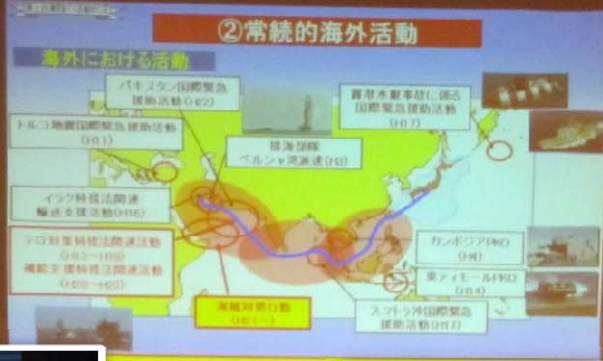 ②常続的海外活動
海外における活動
パキスタン国際緊急
援助活動(H22)
露潜水艇事故に係る
国際緊急援助活動
(H17)
トルコ地震国際緊急援助活動
(H11)
掃海部隊
ペルシャ湾派遣(H3)
イラク特措法関連
輸送支援活動(H16)
テロ対策特措法関連活動
(H13～H19)
補給支援特措法関連活動
(H20～H22)
カンボジアPKO
(H4)
東ティモールPKO
(H14)
海賊対処行動
(H21～)
スマトラ沖国際緊急
援助活動(H17)